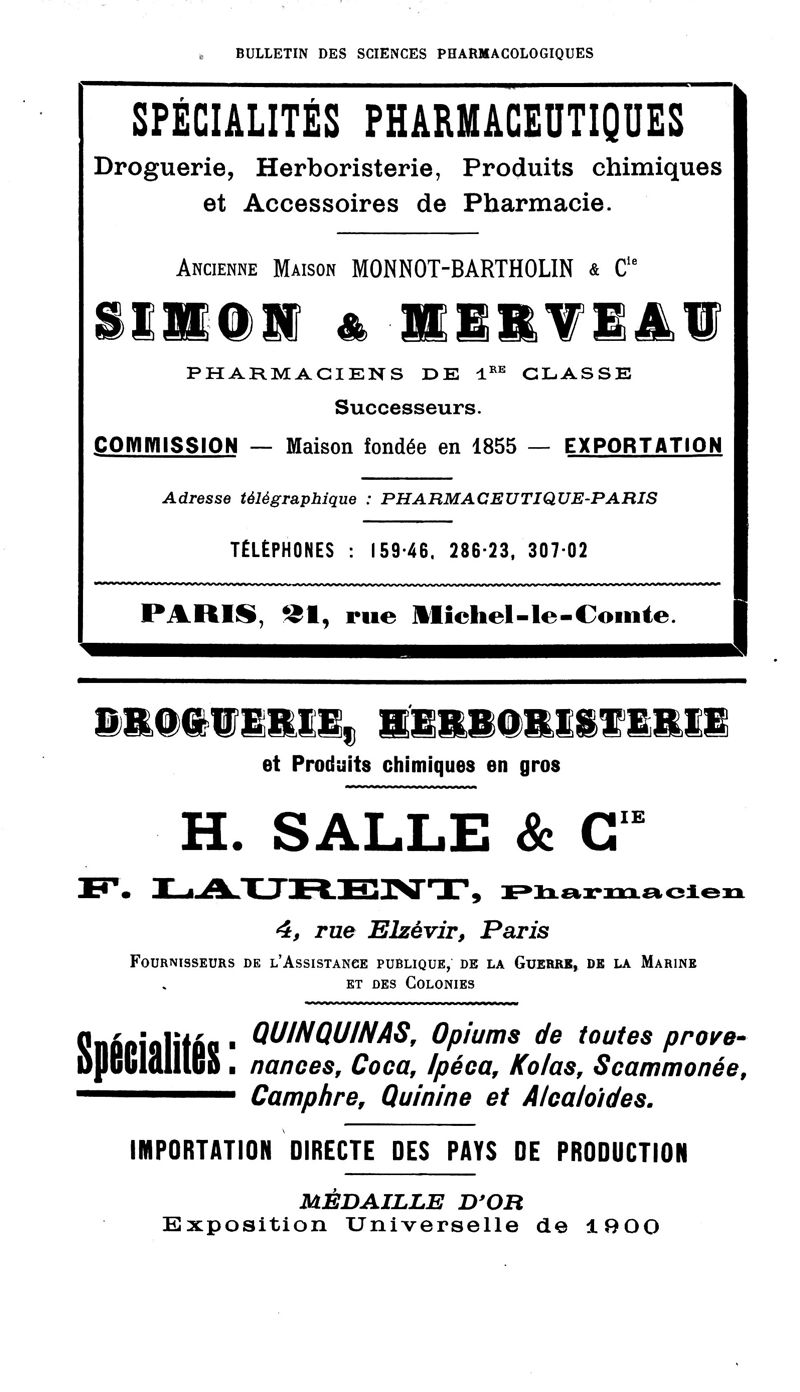 BULLETIN DES SCIENCES PHARMACOLOGIQUES
SPÉCIALITÉS PHARMACEUTIQUES
Droguerie, Herboristerie, Produits chimiques
et Accessoires de Pharmacie.
ANCIENNE MAISON MONNOT-BARTHOLIN & Cie
SIMON & MERVEAU
PHARMACIENS DE 1RE CLASSE
Successeurs.
COMMISSION — Maison fondée en 1855 — EXPORTATION
Adresse télégraphique : PHARMACEUTIQUE-PARIS
TÉLÉPHONES : 159-46, 286-23, 307-02
PARIS, 21, rue Michel-le-Comte.
DROGUERIE, HERBORISTERIE
et Produits chimiques en gros
H. SALLE & CIE
F. LAURENT, Pharmacien
4, rue Elzévir, Paris
FOURNISSEURS DE L'ASSISTANCE PUBLIQUE, DE LA GUERRE, DE LA MARINE
ET DES COLONIES
Spécialités : QUINQUINAS, Opiums de toutes prove-
nances, Coca, Ipéca, Kolas, Scammonée,
Camphre, Quinine et Alcaloides.
IMPORTATION DIRECTE DES PAYS DE PRODUCTION
MÉDAILLE D'OR
Exposition Universelle de 1900